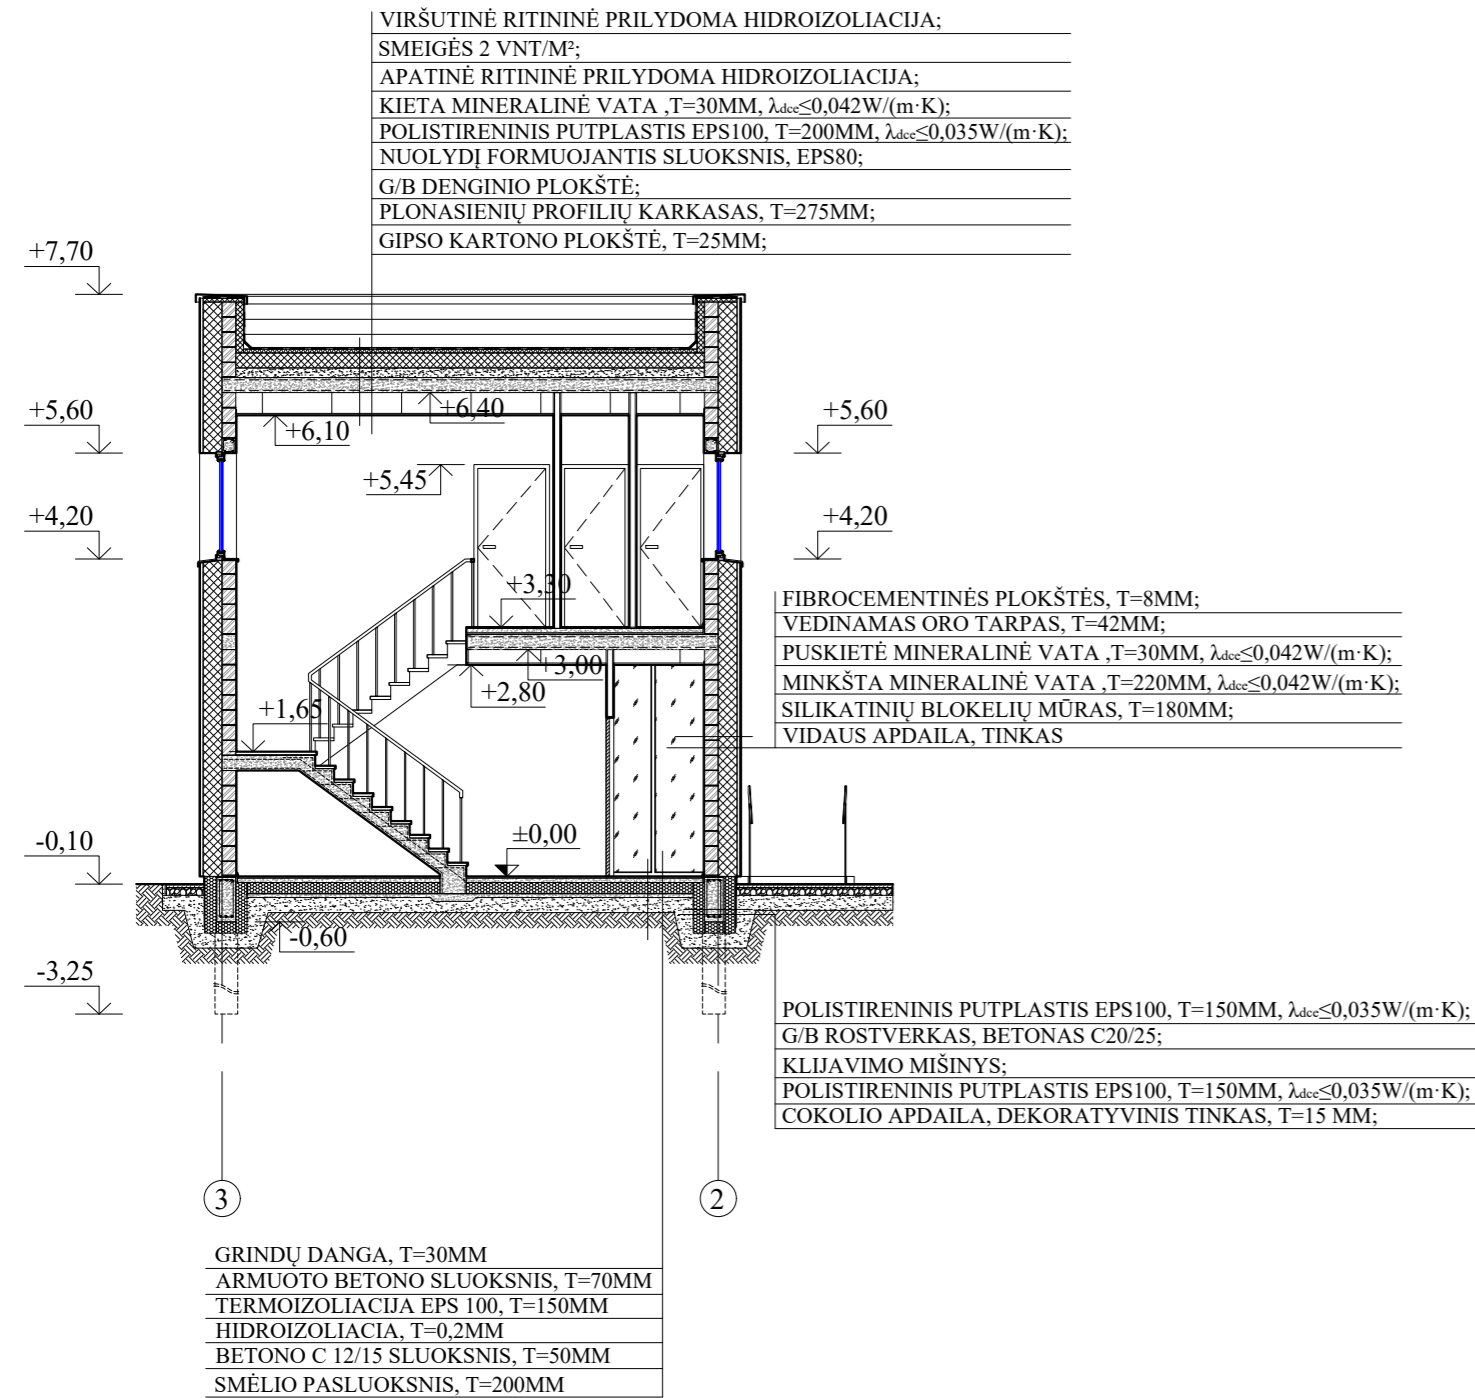 VIRŠUTINĖ RITININĖ PRILYDOMA HIDROIZOLIACIJA;
SMEIGĖS 2 VNT/M²;
APATINĖ RITININĖ PRILYDOMA HIDROIZOLIACIJA;
KIETA MINERALINĖ VATA ,T=30MM, λdce≤0,042W/(m·K);
POLISTIRENINIS PUTPLASTIS EPS100, T=200MM, λdce≤0,035W/(m·K);
NUOLYDĮ FORMUOJANTIS SLUOKSNIS, EPS80;
G/B DENGINIO PLOKŠTĖ;
PLONASIENIŲ PROFILIŲ KARKASAS, T=275MM;
GIPSO KARTONO PLOKŠTĖ, T=25MM;
+7,70
+6,40
+5,60
+5,60
+6,10
+5,45
+4,20
+4,20
+3,30
FIBROCEMENTINĖS PLOKŠTĖS, T=8MM;
VEDINAMAS ORO TARPAS, T=42MM;
PUSKIETĖ MINERALINĖ VATA ,T=30MM, λdce≤0,042W/(m·K);
MINKŠTA MINERALINĖ VATA ,T=220MM, λdce≤0,042W/(m·K);
SILIKATINIŲ BLOKELIŲ MŪRAS, T=180MM;
VIDAUS APDAILA, TINKAS
+3,00
+2,80
+1,65
±0,00
-0,10
-0,60
-3,25
POLISTIRENINIS PUTPLASTIS EPS100, T=150MM, λdce≤0,035W/(m·K);
G/B ROSTVERKAS, BETONAS C20/25;
KLIJAVIMO MIŠINYS;
POLISTIRENINIS PUTPLASTIS EPS100, T=150MM, λdce≤0,035W/(m·K);
COKOLIO APDAILA, DEKORATYVINIS TINKAS, T=15 MM;
3
2
GRINDŲ DANGA, T=30MM
ARMUOTO BETONO SLUOKSNIS, T=70MM
TERMOIZOLIACIJA EPS 100, T=150MM
HIDROIZOLIACIA, T=0,2MM
BETONO C 12/15 SLUOKSNIS, T=50MM
SMĖLIO PASLUOKSNIS, T=200MM